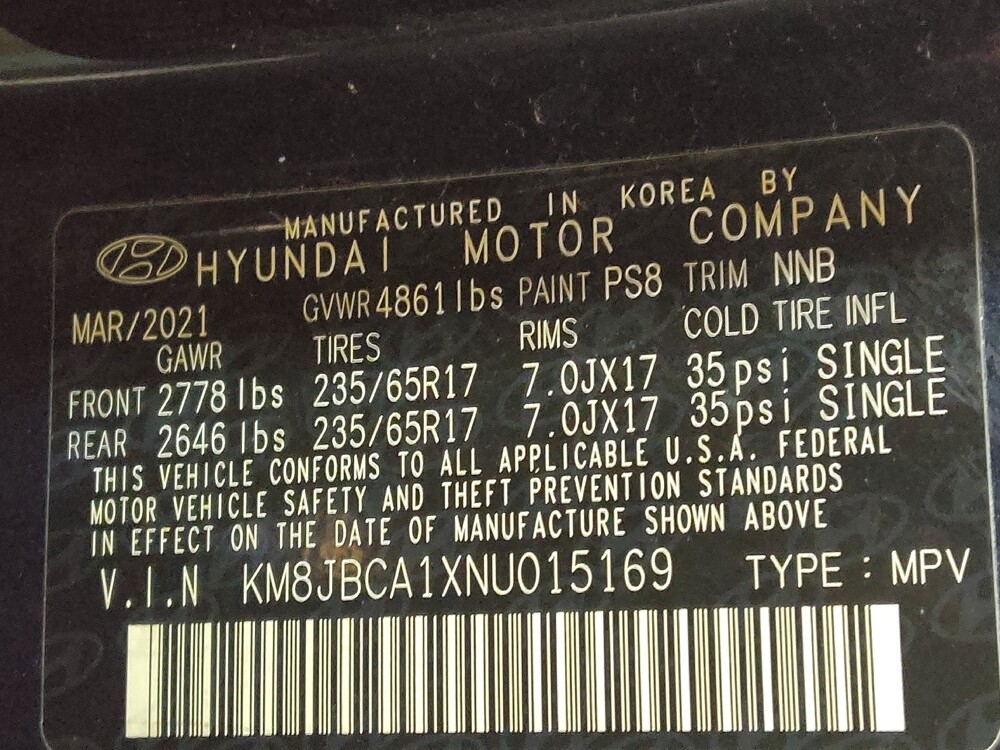 MANUFACTURED IN KOREA BY
HYUNDAI MOTOR COMPANY
MAR/2021 GVWR 4861 lbs PAINT PS8 TRIM NNB
GAWR TIRES RIMS COLD TIRE INFL
FRONT 2778 lbs 235/65R17 7.0JX17 35psi SINGLE
REAR 2646 lbs 235/65R17 7.0JX17 35psi SINGLE
THIS VEHICLE CONFORMS TO ALL APPLICABLE U.S.A. FEDERAL
MOTOR VEHICLE SAFETY AND THEFT PREVENTION STANDARDS
IN EFFECT ON THE DATE OF MANUFACTURE SHOWN ABOVE
V.I.N KM8JBCA1XNU015169 TYPE : MPV